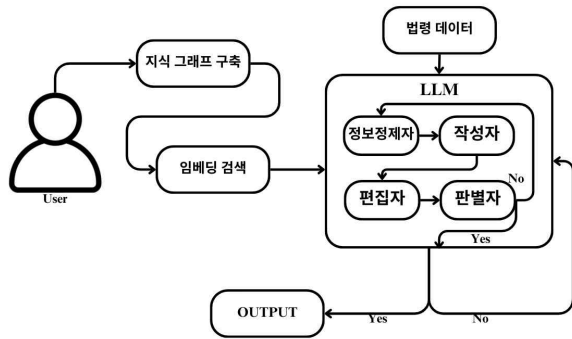 법령 데이터
지식 그래프 구축
LLM
정보정제자
작성자
임베딩 검색
No
편집자
판별자
User
Yes
OUTPUT
Yes
No